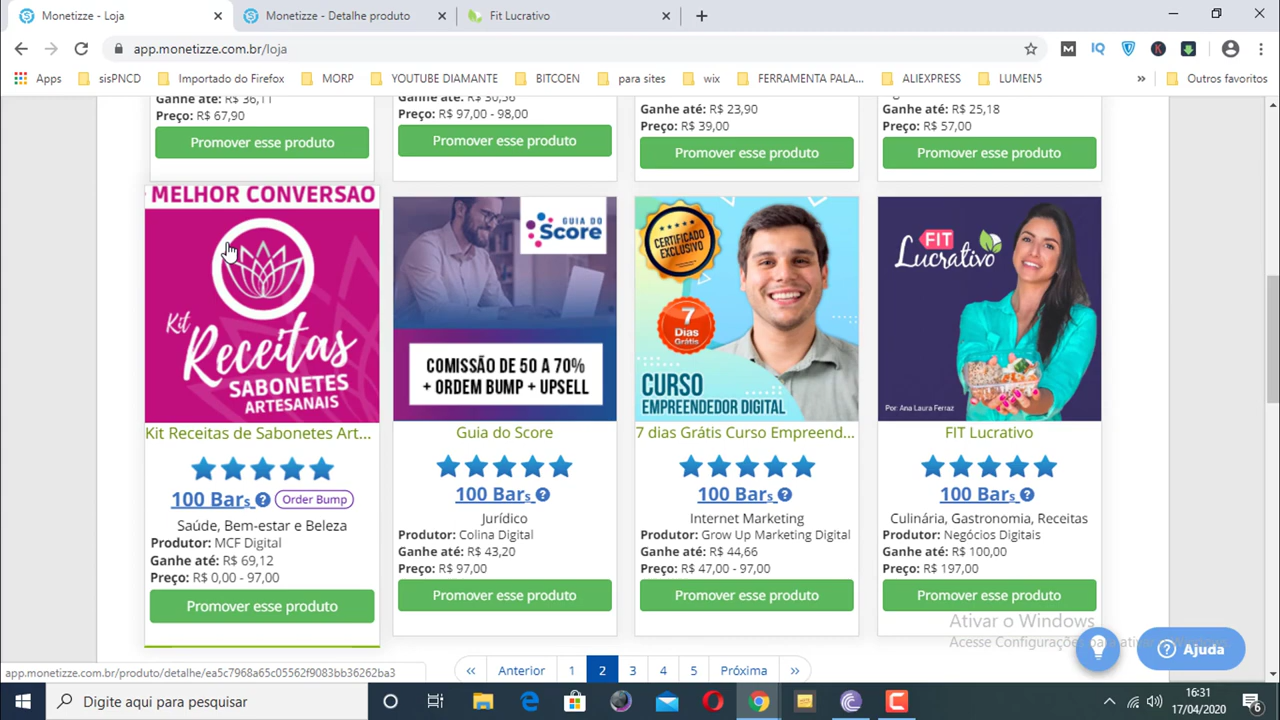 Monetizze - Loja
Monetizze - Detalhe produto
Fit Lucrativo
app.monetizze.com.br/loja
Apps
sisPNCD
Importado do Firefox
MORP
YOUTUBE DIAMANTE
BITCOEN
para sites
wix
FERRAMENTA PALA...
ALIEXPRESS
LUMEN5
»
Outros favoritos
Ganhe até: R$ 36,11
Preço: R$ 67,90
Promover esse produto
Ganhe até: R$ 30,56
Preço: R$ 97,00 - 98,00
Promover esse produto
Ganhe até: R$ 23,90
Preço: R$ 39,00
Promover esse produto
Ganhe até: R$ 25,18
Preço: R$ 57,00
Promover esse produto
MELHOR CONVERSAO
Kit
Receitas
SABONETES
ARTESANAIS
Kit Receitas de Sabonetes Art...
100 Bars ?
Order Bump
Saúde, Bem-estar e Beleza
Produtor: MCF Digital
Ganhe até: R$ 69,12
Preço: R$ 0,00 - 97,00
Promover esse produto
GUIA DO
Score
COMISSÃO DE 50 A 70%
+ ORDEM BUMP + UPSELL
Guia do Score
100 Bars ?
Jurídico
Produtor: Colina Digital
Ganhe até: R$ 43,20
Preço: R$ 97,00
Promover esse produto
CERTIFICADO
EXCLUSIVO
7
Dias
Grátis
CURSO
EMPREENDEDOR DIGITAL
7 dias Grátis Curso Empreend...
100 Bars ?
Internet Marketing
Produtor: Grow Up Marketing Digital
Ganhe até: R$ 44,66
Preço: R$ 47,00 - 97,00
Promover esse produto
FIT
Lucrativo
Por: Ana Laura Ferraz
FIT Lucrativo
100 Bars ?
Culinária, Gastronomia, Receitas
Produtor: Negócios Digitais
Ganhe até: R$ 100,00
Preço: R$ 197,00
Promover esse produto
Ativar o Windows
« Anterior 1 2 3 4 5 Próxima »
? Ajuda
app.monetizze.com.br/produto/detalhe/ea5c7968a65c05562f9083bb36262ba3
Digite aqui para pesquisar
16:31
17/04/2020
6